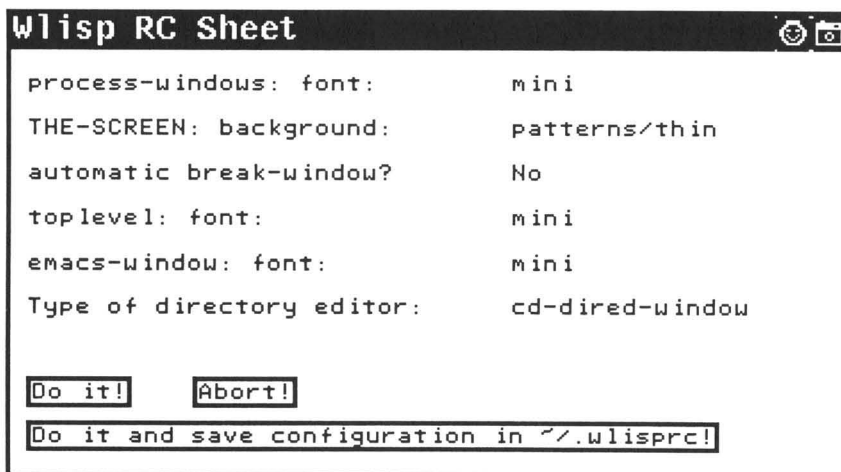 Wlisp RC Sheet
process-windows: font: mini
THE-SCREEN: background: patterns/thin
automatic break-window? No
toplevel: font: mini
emacs-window: font: mini
Type of directory editor: cd-dired-window
Do it! Abort!
Do it and save configuration in ~/.wlisprc!